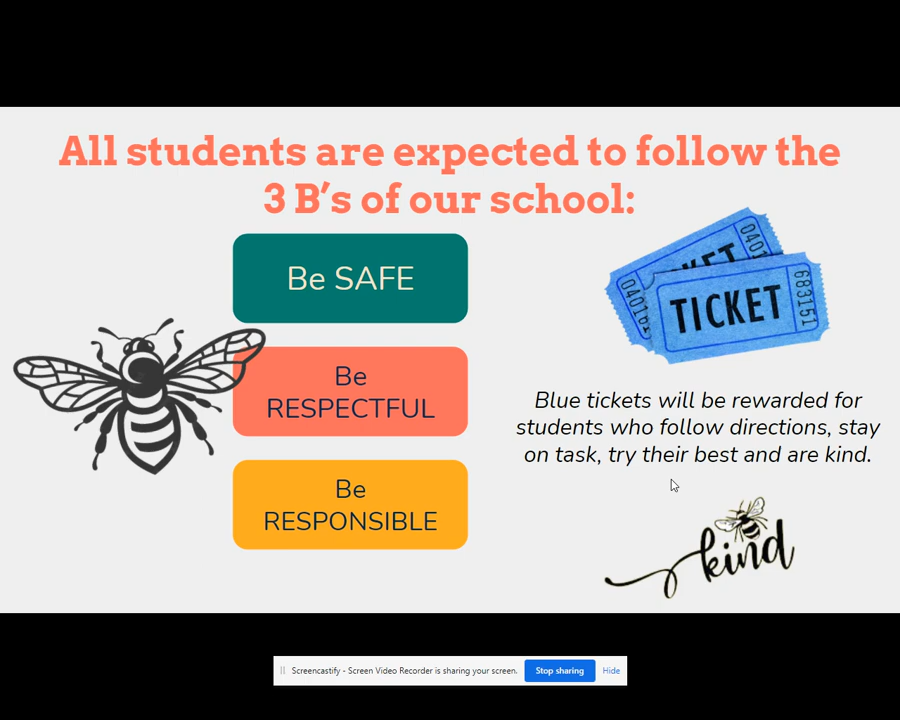 All students are expected to follow the
3 B’s of our school:
Be SAFE
Be
RESPECTFUL
Be
RESPONSIBLE
TICKET
683151
Blue tickets will be rewarded for
students who follow directions, stay
on task, try their best and are kind.
kind
Screencastify - Screen Video Recorder is sharing your screen.
Stop sharing
Hide